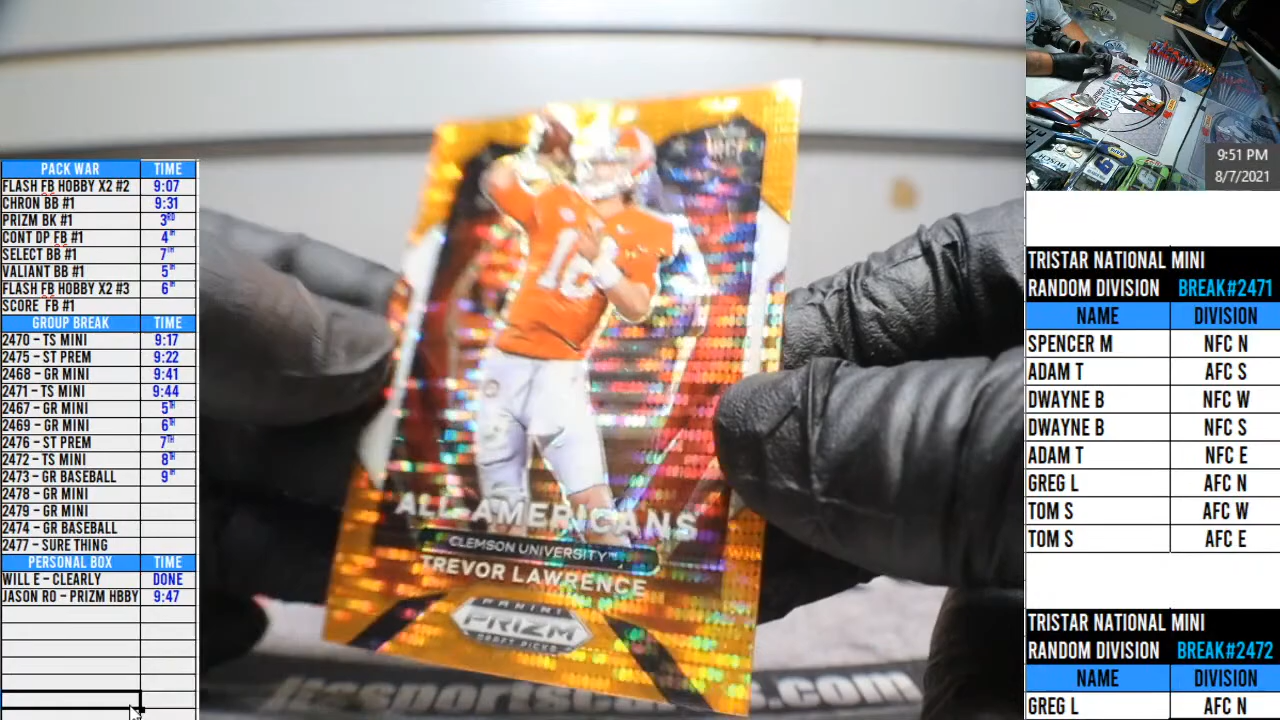 PACK WAR TIME
FLASH FB HOBBY X2 #2 9:07
CHRON BB #1 9:31
PRIZM BK #1 3RD
CONT DP FB #1 4TH
SELECT BB #1 7TH
VALIANT BB #1 5TH
FLASH FB HOBBY X2 #3 6TH
SCORE FB #1
GROUP BREAK TIME
2470 – TS MINI 9:17
2475 – ST PREM 9:22
2468 – GR MINI 9:41
2471 – TS MINI 9:44
2467 – GR MINI 5TH
2469 – GR MINI 6TH
2476 – ST PREM 7TH
2472 – TS MINI 8TH
2473 – GR BASEBALL 9TH
2478 – GR MINI
2479 – GR MINI
2474 – GR BASEBALL
2477 – SURE THING
PERSONAL BOX TIME
WILL E – CLEARLY DONE
JASON RO – PRIZM HBBY 9:47
ALL-AMERICANS
CLEMSON UNIVERSITY™
TREVOR LAWRENCE
PANINI
PRIZM
DRAFT PICKS
9:51 PM
8/7/2021
TRISTAR NATIONAL MINI
RANDOM DIVISION BREAK#2471
NAME DIVISION
SPENCER M NFC N
ADAM T AFC S
DWAYNE B NFC W
DWAYNE B NFC S
ADAM T NFC E
GREG L AFC N
TOM S AFC W
TOM S AFC E
TRISTAR NATIONAL MINI
RANDOM DIVISION BREAK#2472
NAME DIVISION
GREG L AFC N